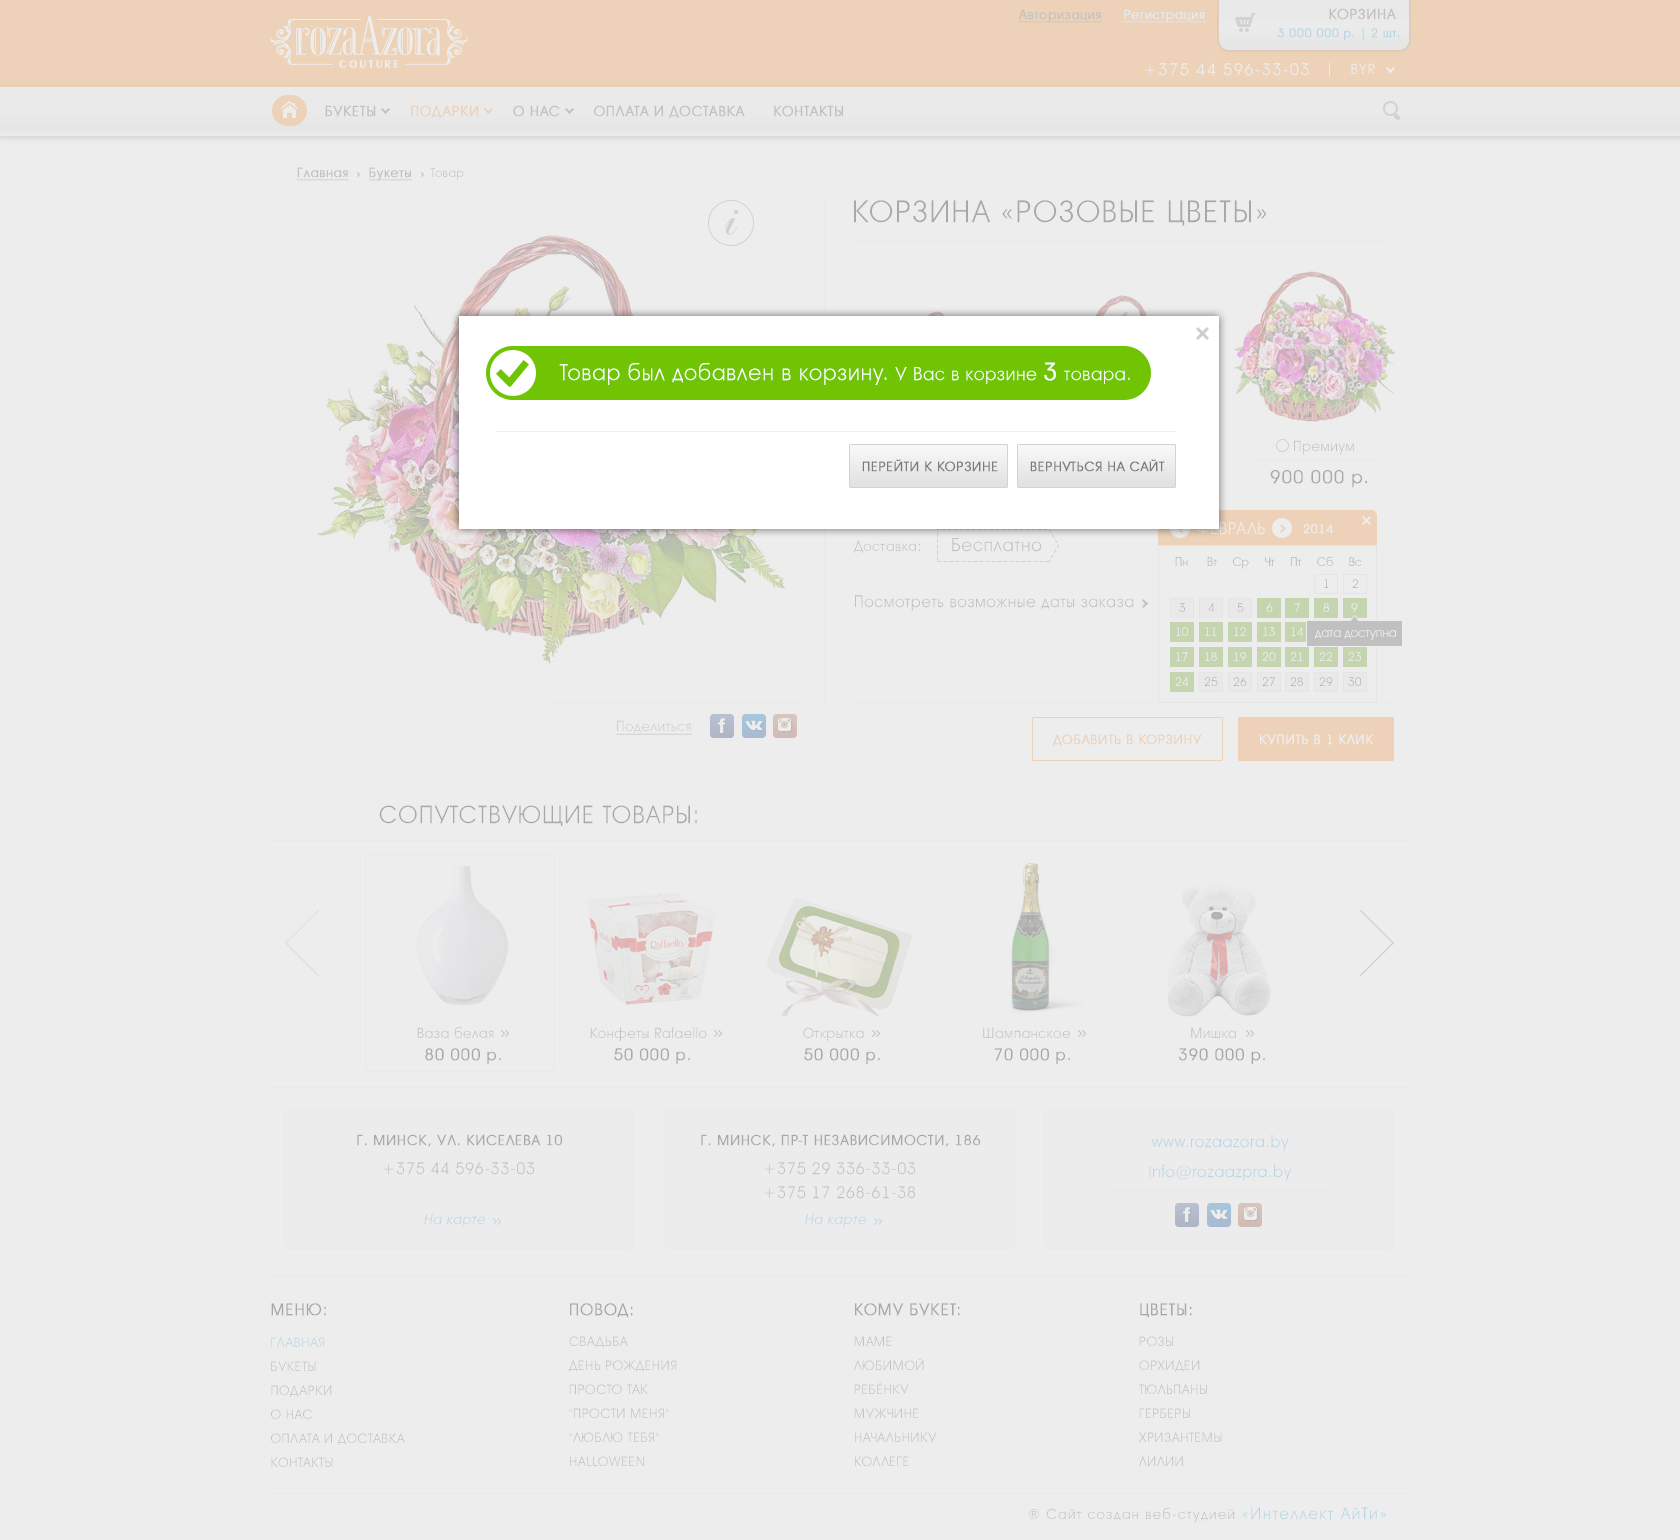 rozaAzora
COUTURE
Авторизация Регистрация
КОРЗИНА
3 000 000 р. | 2 шт.
+375 44 596-33-03 | BYR
БУКЕТЫ ПОДАРКИ О НАС ОПЛАТА И ДОСТАВКА КОНТАКТЫ
Главная › Букеты › Товар
i
КОРЗИНА «РОЗОВЫЕ ЦВЕТЫ»
×
Товар был добавлен в корзину. У Вас в корзине 3 товара.
ПЕРЕЙТИ К КОРЗИНЕ ВЕРНУТЬСЯ НА САЙТ
Премиум
900 000 р.
Доставка: Бесплатно
Посмотреть возможные даты заказа ›
2014 ×
Пн Вт Ср Чт Пт Сб Вс
1 2
3 4 5 6 7 8 9
10 11 12 13 14
дата доступна
17 18 19 20 21 22 23
24 25 26 27 28 29 30
Поделиться
ДОБАВИТЬ В КОРЗИНУ КУПИТЬ В 1 КЛИК
СОПУТСТВУЮЩИЕ ТОВАРЫ:
Raffaello
Ваза белая »
80 000 р.
Конфеты Rafaello »
50 000 р.
Открытка »
50 000 р.
Шампанское »
70 000 р.
Мишка »
390 000 р.
Г. МИНСК, УЛ. КИСЕЛЕВА 10
+375 44 596-33-03
На карте »
Г. МИНСК, ПР-Т НЕЗАВИСИМОСТИ, 186
+375 29 336-33-03
+375 17 268-61-38
На карте »
www.rozaazora.by
info@rozaazpra.by
МЕНЮ:
ГЛАВНАЯ
БУКЕТЫ
ПОДАРКИ
О НАС
ОПЛАТА И ДОСТАВКА
КОНТАКТЫ
ПОВОД:
СВАДЬБА
ДЕНЬ РОЖДЕНИЯ
ПРОСТО ТАК
"ПРОСТИ МЕНЯ"
"ЛЮБЛЮ ТЕБЯ"
HALLOWEEN
КОМУ БУКЕТ:
МАМЕ
ЛЮБИМОЙ
РЕБЁНКУ
МУЖЧИНЕ
НАЧАЛЬНИКУ
КОЛЛЕГЕ
ЦВЕТЫ:
РОЗЫ
ОРХИДЕИ
ТЮЛЬПАНЫ
ГЕРБЕРЫ
ХРИЗАНТЕМЫ
ЛИЛИИ
® Сайт создан веб-студией «Интеллект АйТи»